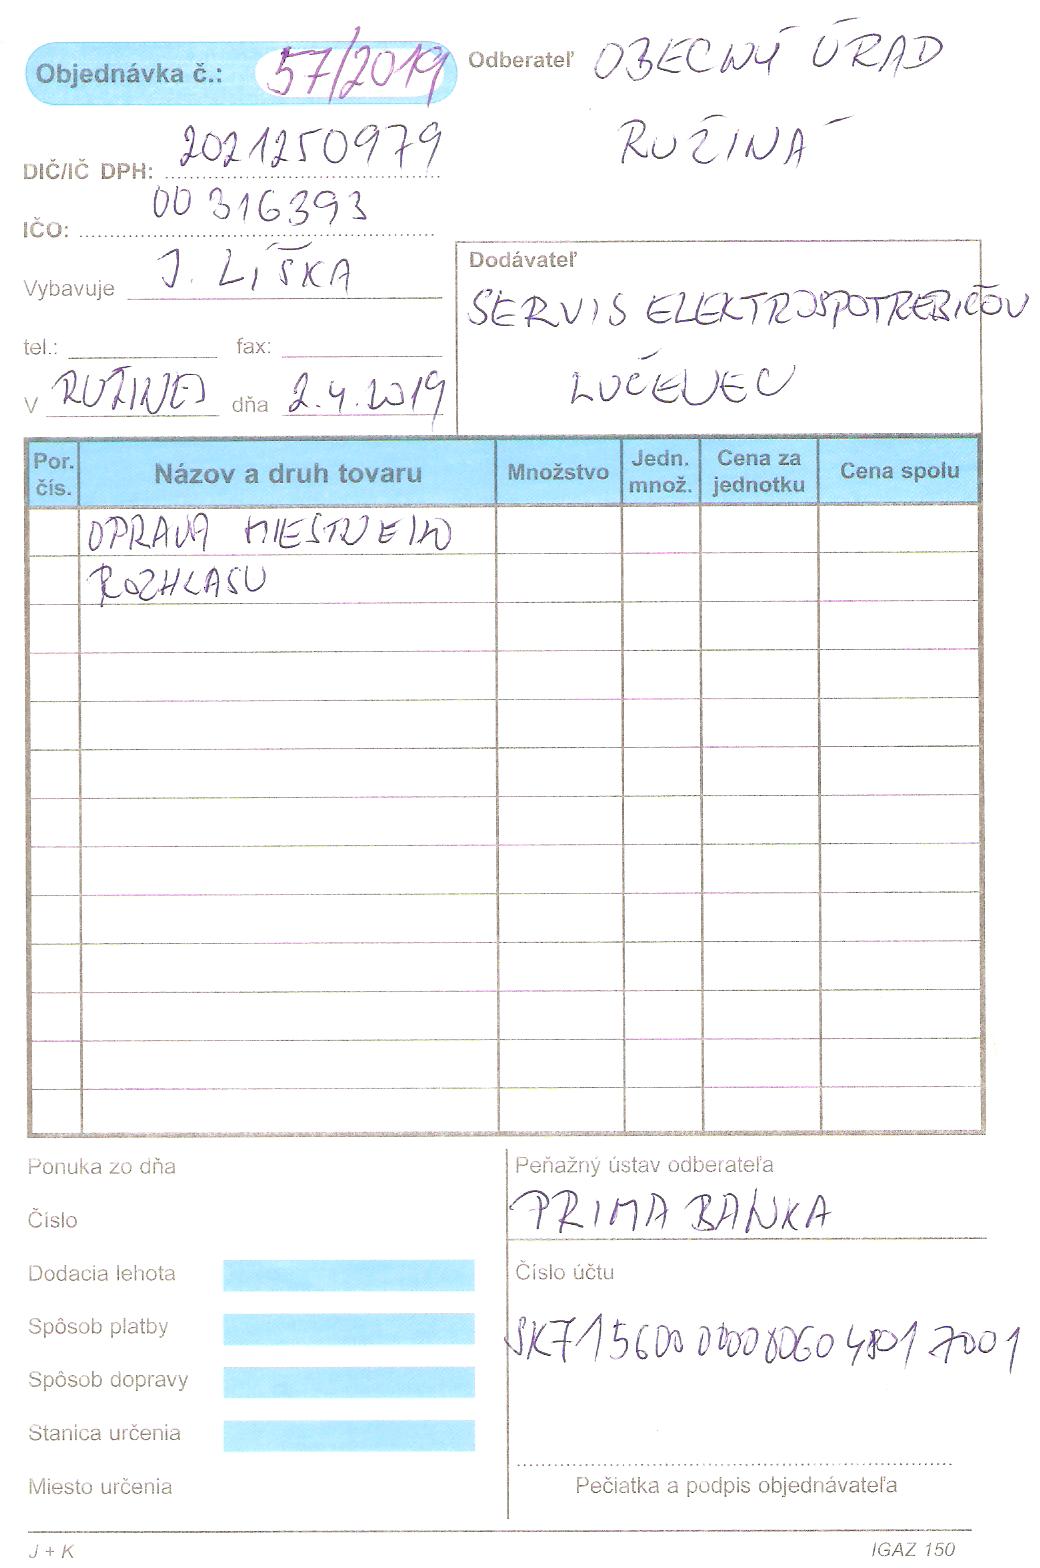 Objednávka č.: 57/2019
Odberateľ OBECNÝ ÚRAD
RUŽINÁ
DIČ/IČ DPH: 2021250979
IČO: 00 316393
Vybavuje J. LIŠKA
tel.: fax:
V RUŽINEJ dňa 2.4.2019
Dodávateľ
SERVIS ELEKTROSPOTREBIČOV
LUČENEC
Por. čís. Názov a druh tovaru Množstvo Jedn. množ. Cena za jednotku Cena spolu
OPRAVA MIESTNEHO
ROZHLASU
Ponuka zo dňa
Číslo
Dodacia lehota
Spôsob platby
Spôsob dopravy
Stanica určenia
Miesto určenia
Peňažný ústav odberateľa
PRIMA BANKA
Číslo účtu
Pečiatka a podpis objednávateľa
J + K
IGAZ 150